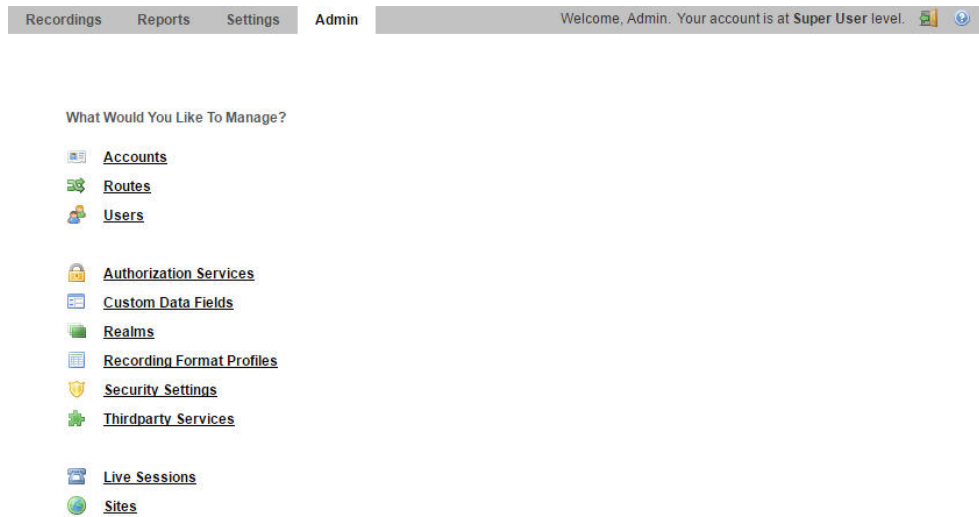 Recordings Reports Settings Admin Welcome, Admin. Your account is at Super User level.
What Would You Like To Manage?
Accounts
Routes
Users
Authorization Services
Custom Data Fields
Realms
Recording Format Profiles
Security Settings
Thirdparty Services
Live Sessions
Sites